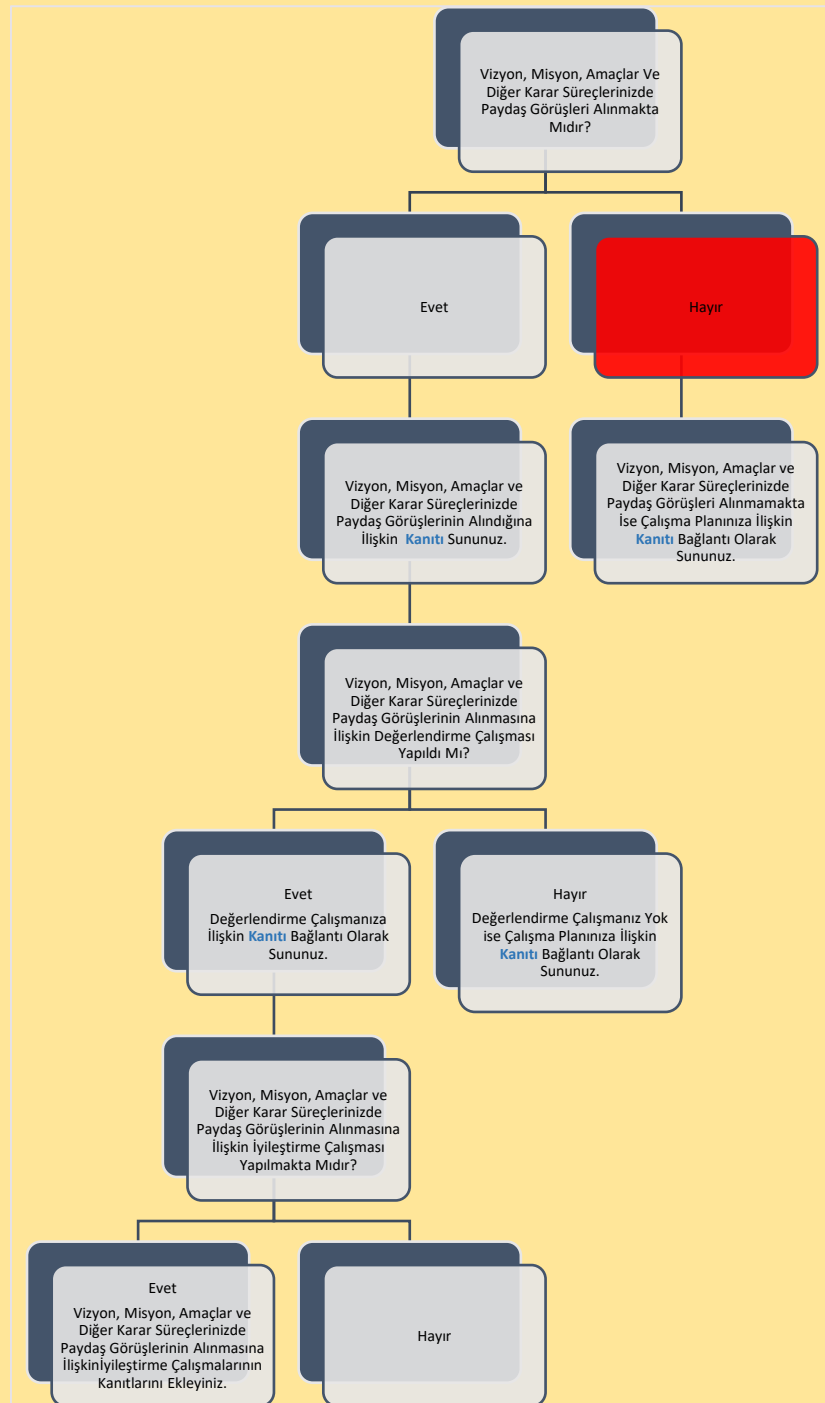 Vizyon, Misyon, Amaçlar Ve
Diğer Karar Süreçlerinizde
Paydaş Görüşleri Alınmakta
Mıdır?
Evet
Hayır
Vizyon, Misyon, Amaçlar ve
Diğer Karar Süreçlerinizde
Paydaş Görüşlerinin Alındığına
İlişkin Kanıtı Sununuz.
Vizyon, Misyon, Amaçlar ve
Diğer Karar Süreçlerinizde
Paydaş Görüşleri Alınmamakta
İse Çalışma Planınıza İlişkin
Kanıtı Bağlantı Olarak
Sununuz.
Vizyon, Misyon, Amaçlar ve
Diğer Karar Süreçlerinizde
Paydaş Görüşlerinin Alınmasına
İlişkin Değerlendirme Çalışması
Yapıldı Mı?
Evet
Değerlendirme Çalışmanıza
İlişkin Kanıtı Bağlantı Olarak
Sununuz.
Hayır
Değerlendirme Çalışmanız Yok
ise Çalışma Planınıza İlişkin
Kanıtı Bağlantı Olarak
Sununuz.
Vizyon, Misyon, Amaçlar ve
Diğer Karar Süreçlerinizde
Paydaş Görüşlerinin Alınmasına
İlişkin İyileştirme Çalışması
Yapılmakta Mıdır?
Evet
Vizyon, Misyon, Amaçlar ve
Diğer Karar Süreçlerinizde
Paydaş Görüşlerinin Alınmasına
İlişkinİyileştirme Çalışmalarının
Kanıtlarını Ekleyiniz.
Hayır